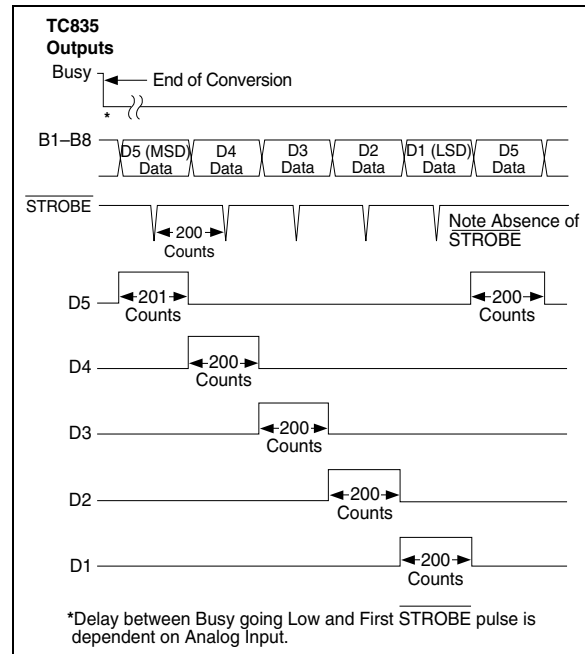 TC835
Outputs
Busy
End of Conversion
*
B1–B8
D5 (MSD)
Data
D4
Data
D3
Data
D2
Data
D1 (LSD)
Data
D5
Data
STROBE
200
Counts
Note Absence of
STROBE
D5
201
Counts
200
Counts
D4
200
Counts
D3
200
Counts
D2
200
Counts
D1
200
Counts
*Delay between Busy going Low and First STROBE pulse is
dependent on Analog Input.